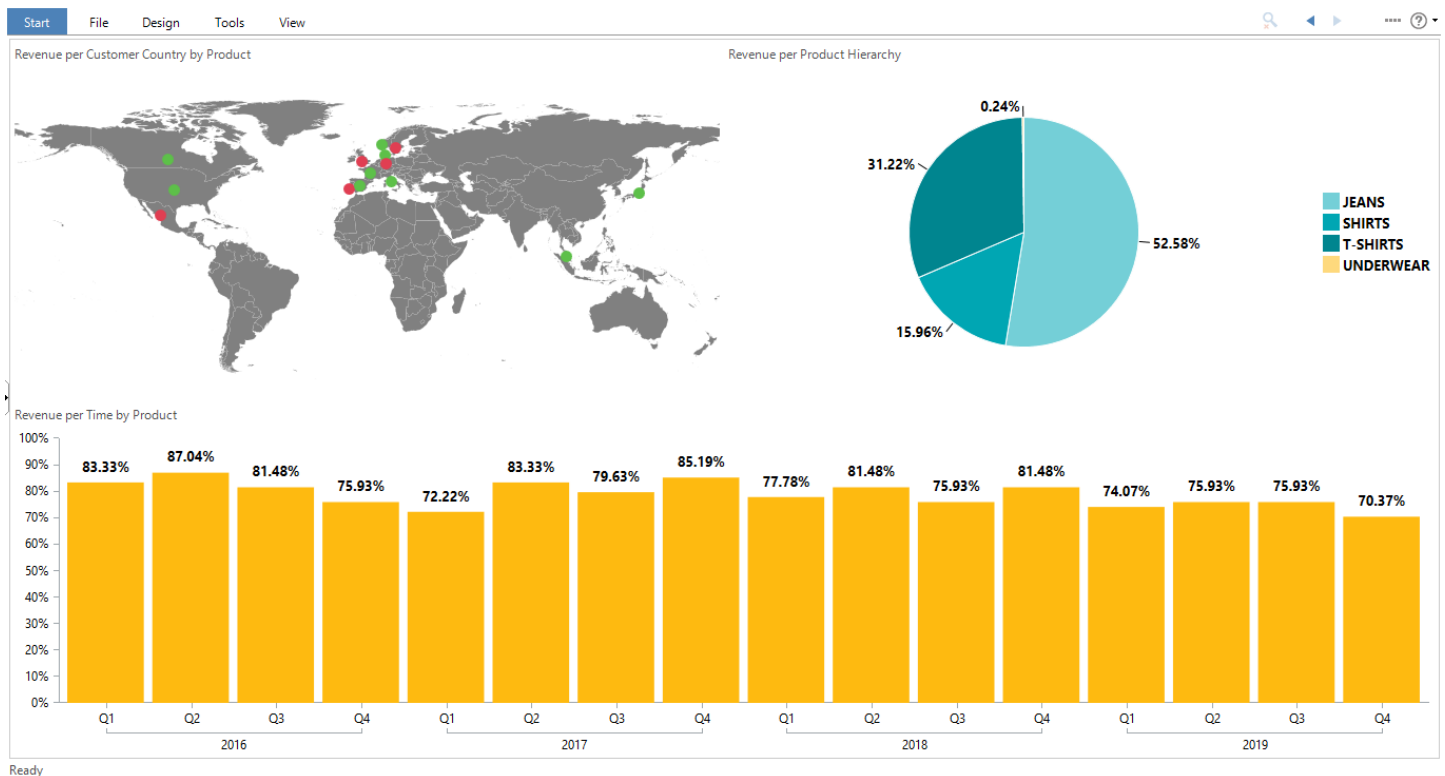 Start File Design Tools View
Revenue per Customer Country by Product
Revenue per Product Hierarchy
0.24%
31.22%
52.58%
15.96%
JEANS
SHIRTS
T-SHIRTS
UNDERWEAR
Revenue per Time by Product
100%
90%
80%
70%
60%
50%
40%
30%
20%
10%
0%
83.33% 87.04% 81.48% 75.93% 72.22% 83.33% 79.63% 85.19% 77.78% 81.48% 75.93% 81.48% 74.07% 75.93% 75.93% 70.37%
Q1 Q2 Q3 Q4 Q1 Q2 Q3 Q4 Q1 Q2 Q3 Q4 Q1 Q2 Q3 Q4
2016 2017 2018 2019
Ready